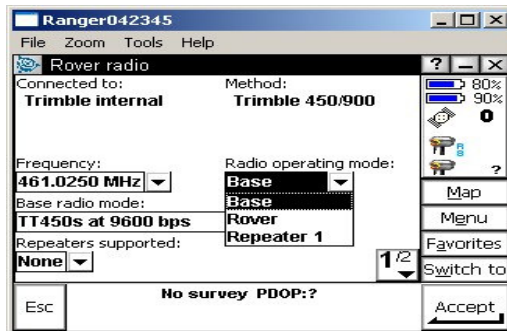 Ranger042345
File Zoom Tools Help
Rover radio
? – ×
Connected to:
Trimble internal
Method:
Trimble 450/900
80%
90%
0
Frequency:
461.0250 MHz
Radio operating mode:
Base
Base
Rover
Repeater 1
Base radio mode:
TT450s at 9600 bps
Repeaters supported:
None
1/2
?
Map
Menu
Favorites
Switch to
Esc
No survey PDOP:?
Accept